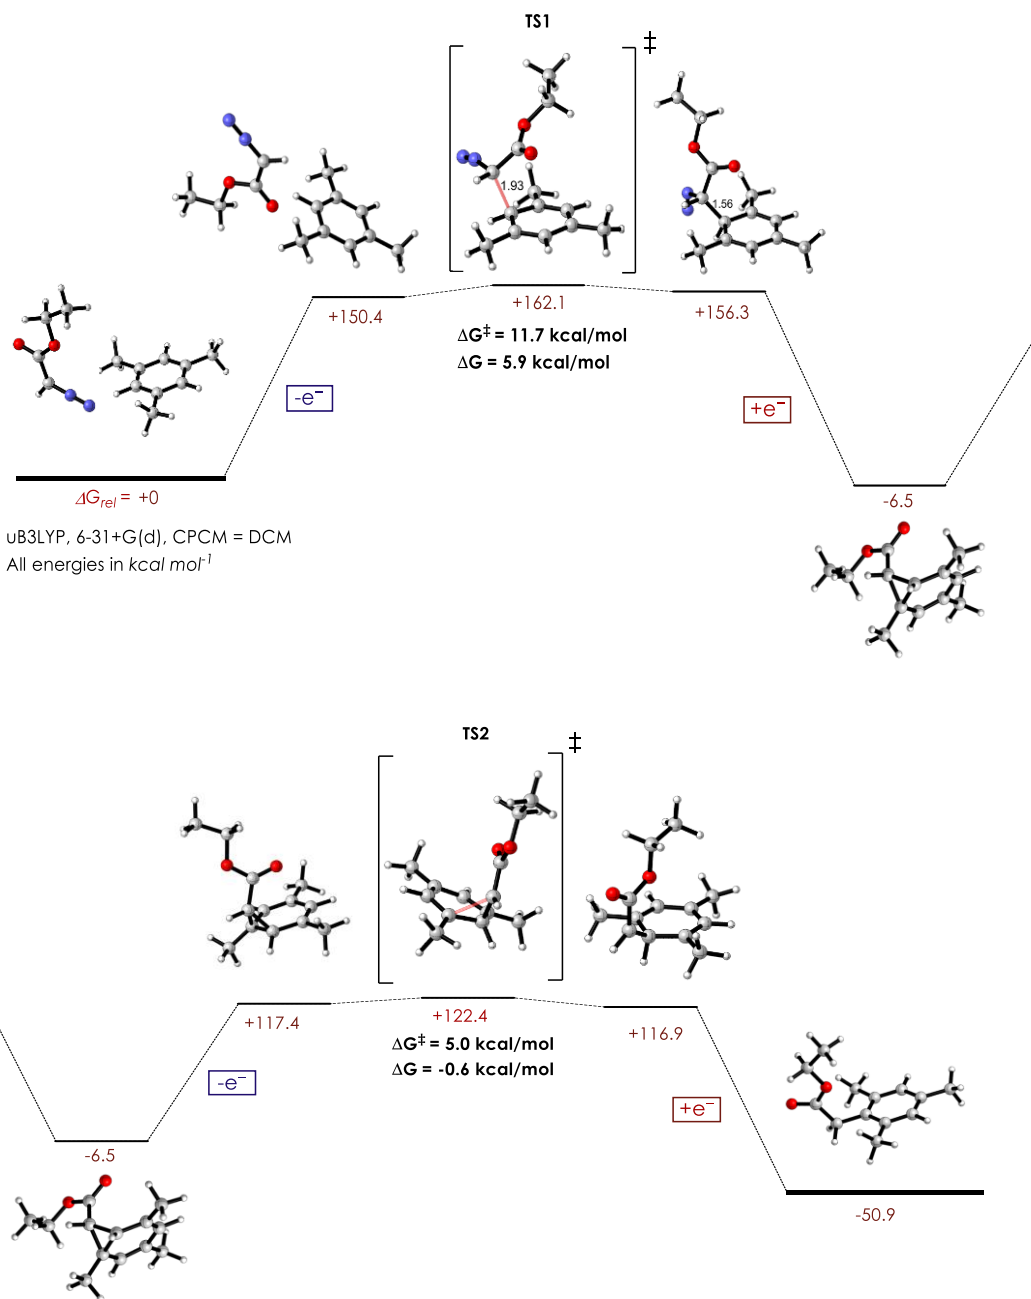 TS1
‡
1.93
1.56
+150.4
+162.1
+156.3
ΔG‡ = 11.7 kcal/mol
ΔG = 5.9 kcal/mol
-e⁻
+e⁻
ΔGrel = +0
-6.5
uB3LYP, 6-31+G(d), CPCM = DCM
All energies in kcal mol⁻¹
TS2
‡
+117.4
+122.4
+116.9
ΔG‡ = 5.0 kcal/mol
ΔG = -0.6 kcal/mol
-e⁻
+e⁻
-6.5
-50.9